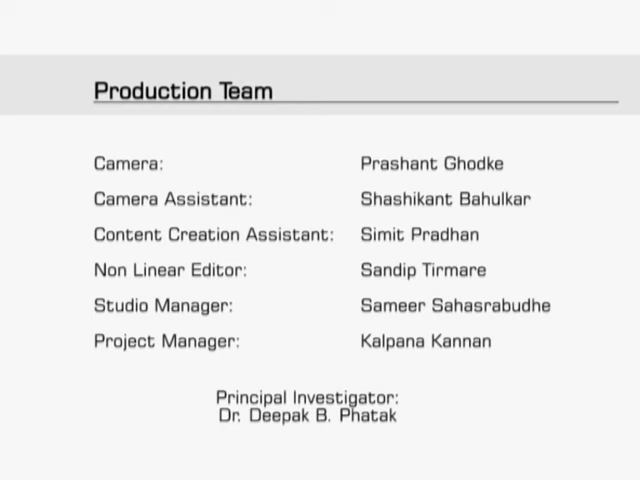 Production Team
Camera: Prashant Ghodke
Camera Assistant: Shashikant Bahulkar
Content Creation Assistant: Simit Pradhan
Non Linear Editor: Sandip Tirmare
Studio Manager: Sameer Sahasrabudhe
Project Manager: Kalpana Kannan
Principal Investigator:
Dr. Deepak B. Phatak